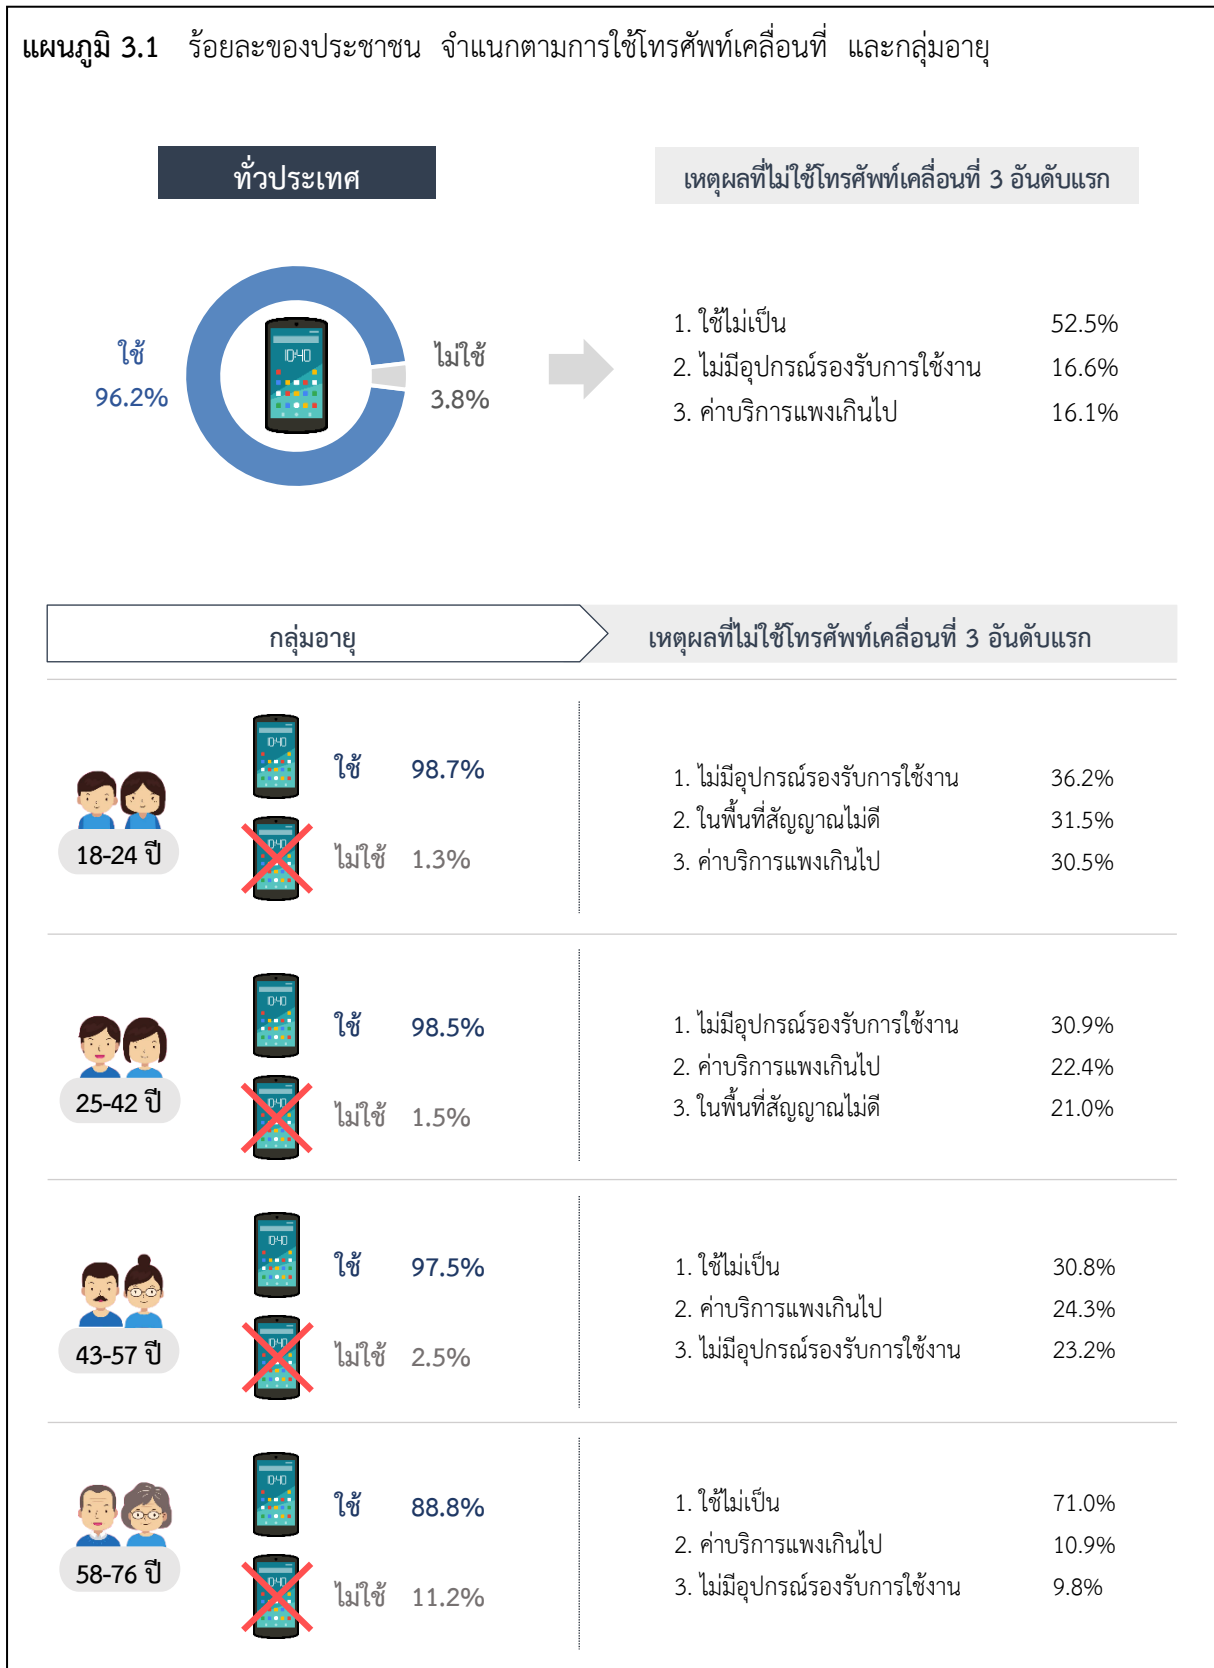 แผนภูมิ 3.1 ร้อยละของประชาชน จำแนกตามการใช้โทรศัพท์เคลื่อนที่ และกลุ่มอายุ
ทั่วประเทศ
เหตุผลที่ไม่ใช้โทรศัพท์เคลื่อนที่ 3 อันดับแรก
ใช้
96.2%
10:40
ไม่ใช้
3.8%
1. ใช้ไม่เป็น 52.5%
2. ไม่มีอุปกรณ์รองรับการใช้งาน 16.6%
3. ค่าบริการแพงเกินไป 16.1%
กลุ่มอายุ
เหตุผลที่ไม่ใช้โทรศัพท์เคลื่อนที่ 3 อันดับแรก
18-24 ปี
10:40
ใช้ 98.7%
10:40
ไม่ใช้ 1.3%
1. ไม่มีอุปกรณ์รองรับการใช้งาน 36.2%
2. ในพื้นที่สัญญาณไม่ดี 31.5%
3. ค่าบริการแพงเกินไป 30.5%
25-42 ปี
10:40
ใช้ 98.5%
10:40
ไม่ใช้ 1.5%
1. ไม่มีอุปกรณ์รองรับการใช้งาน 30.9%
2. ค่าบริการแพงเกินไป 22.4%
3. ในพื้นที่สัญญาณไม่ดี 21.0%
43-57 ปี
10:40
ใช้ 97.5%
10:40
ไม่ใช้ 2.5%
1. ใช้ไม่เป็น 30.8%
2. ค่าบริการแพงเกินไป 24.3%
3. ไม่มีอุปกรณ์รองรับการใช้งาน 23.2%
58-76 ปี
10:40
ใช้ 88.8%
10:40
ไม่ใช้ 11.2%
1. ใช้ไม่เป็น 71.0%
2. ค่าบริการแพงเกินไป 10.9%
3. ไม่มีอุปกรณ์รองรับการใช้งาน 9.8%